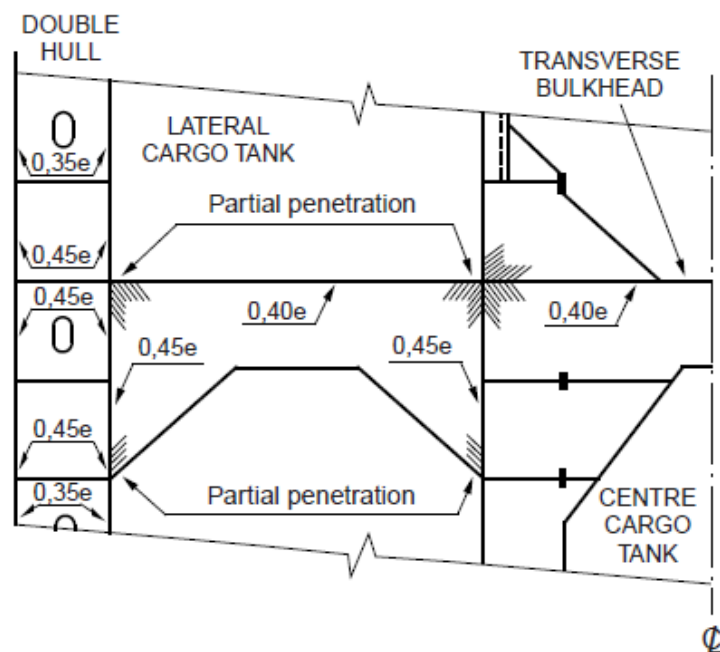 DOUBLE
HULL
TRANSVERSE
BULKHEAD
LATERAL
CARGO TANK
0,35e
Partial penetration
0,45e
0,45e
0,40e
0,40e
0,45e
0,45e
0,45e
0,35e
Partial penetration
CENTRE
CARGO
TANK
℄